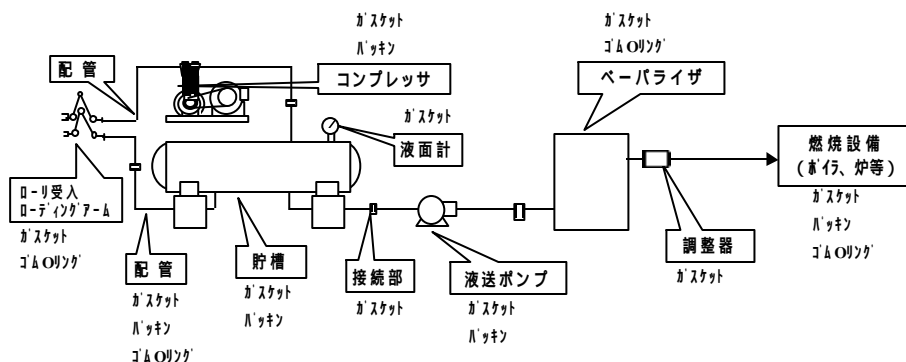 ｶﾞｽｹｯﾄ
ﾊﾟｯｷﾝ
コンプレッサ
ｶﾞｽｹｯﾄ
ｺﾞﾑOﾘﾝｸﾞ
ベーパライザ
配管
ｶﾞｽｹｯﾄ
液面計
燃焼設備
(ﾎﾞｲﾗ、炉等)
ｶﾞｽｹｯﾄ
ﾊﾟｯｷﾝ
ｺﾞﾑOﾘﾝｸﾞ
ﾛｰﾘ受入
ﾛｰﾃﾞｨﾝｸﾞｱｰﾑ
ｶﾞｽｹｯﾄ
ｺﾞﾑOﾘﾝｸﾞ
配管
ｶﾞｽｹｯﾄ
ﾊﾟｯｷﾝ
ｺﾞﾑOﾘﾝｸﾞ
貯槽
ｶﾞｽｹｯﾄ
ﾊﾟｯｷﾝ
接続部
ｶﾞｽｹｯﾄ
液送ポンプ
ｶﾞｽｹｯﾄ
ﾊﾟｯｷﾝ
調整器
ｶﾞｽｹｯﾄ